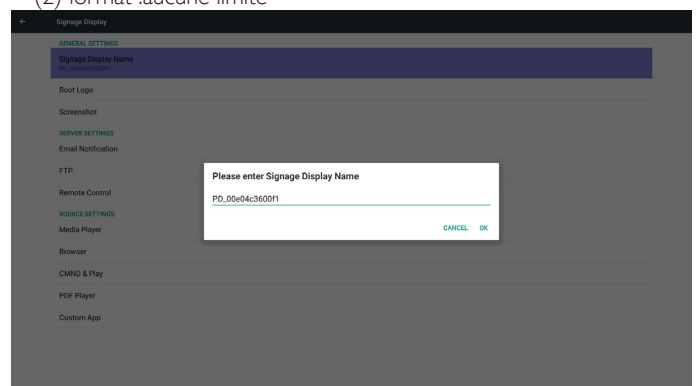 (2) format :aucune limite
Signage Display
GENERAL SETTINGS
Signage Display Name
PD_00e04c3600f1
Boot Logo
Screenshot
SERVER SETTINGS
Email Notification
FTP
Remote Control
SOURCE SETTINGS
Media Player
Browser
CMND & Play
PDF Player
Custom App
Please enter Signage Display Name
PD_00e04c3600f1
CANCEL OK